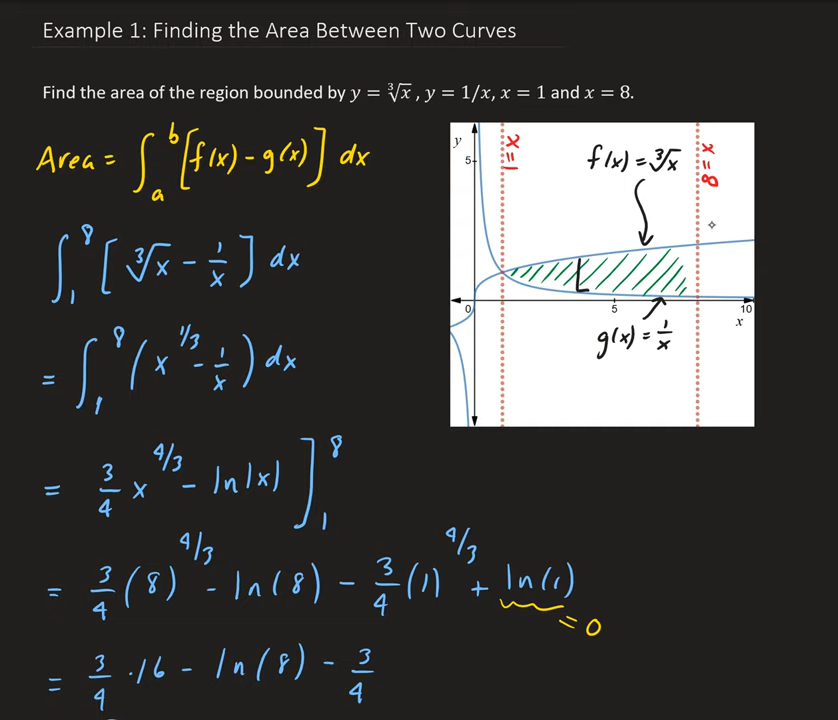 Example 1: Finding the Area Between Two Curves
Find the area of the region bounded by y = ∛x , y = 1/x, x = 1 and x = 8.
Area = ∫_a^b [f(x) - g(x)] dx
∫_1^8 [∛x - 1/x] dx
= ∫_1^8 (x^{1/3} - 1/x) dx
= 3/4 x^{4/3} - ln|x| ]_1^8
= 3/4 (8)^{4/3} - ln(8) - 3/4 (1)^{4/3} + ln(1)
= 0
= 3/4 · 16 - ln(8) - 3/4
y
5
x=1
f(x) = ∛x
x=8
0
5
10
x
g(x) = 1/x